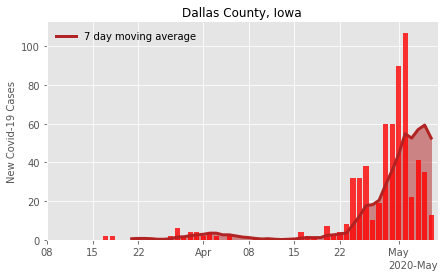 Dallas County, Iowa
7 day moving average
New Covid-19 Cases
100
80
60
40
20
0
08 15 22 Apr 08 15 22 May
2020-May